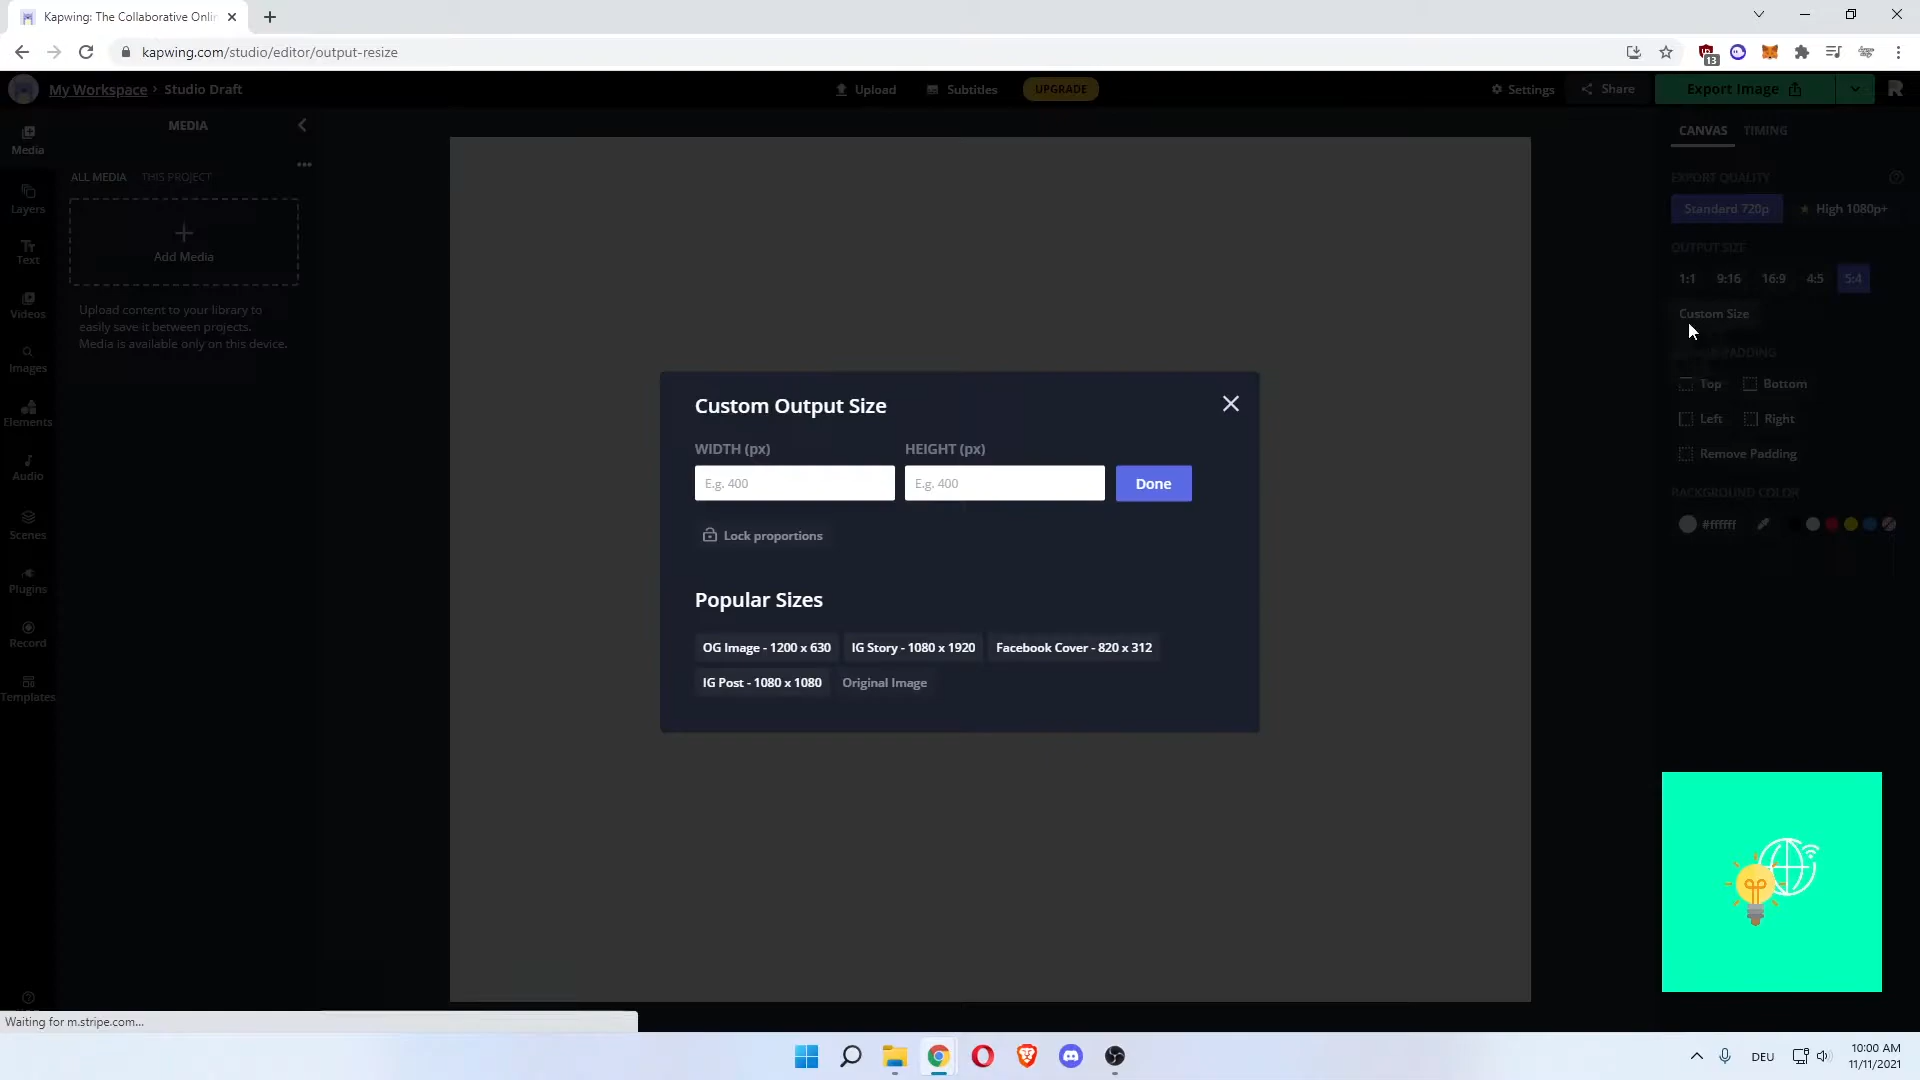 Kapwing: The Collaborative Onlin
kapwing.com/studio/editor/output-resize
13
My Workspace › Studio Draft
Upload
Subtitles
UPGRADE
Settings
Share
Export Image
MEDIA
ALL MEDIA
THIS PROJECT
Add Media
Upload content to your library to
easily save it between projects.
Media is available only on this device.
Media
Layers
Text
Videos
Images
Elements
Audio
Scenes
Plugins
Record
Templates
Custom Output Size
WIDTH (px)
HEIGHT (px)
E.g. 400
E.g. 400
Done
Lock proportions
Popular Sizes
OG Image - 1200 x 630
IG Story - 1080 x 1920
Facebook Cover - 820 x 312
IG Post - 1080 x 1080
Original Image
CANVAS
TIMING
EXPORT QUALITY
Standard 720p
High 1080p+
OUTPUT SIZE
1:1
9:16
16:9
4:5
5:4
Custom Size
PADDING
Top
Bottom
Left
Right
Remove Padding
BACKGROUND COLOR
#ffffff
Waiting for m.stripe.com...
DEU
10:00 AM
11/11/2021